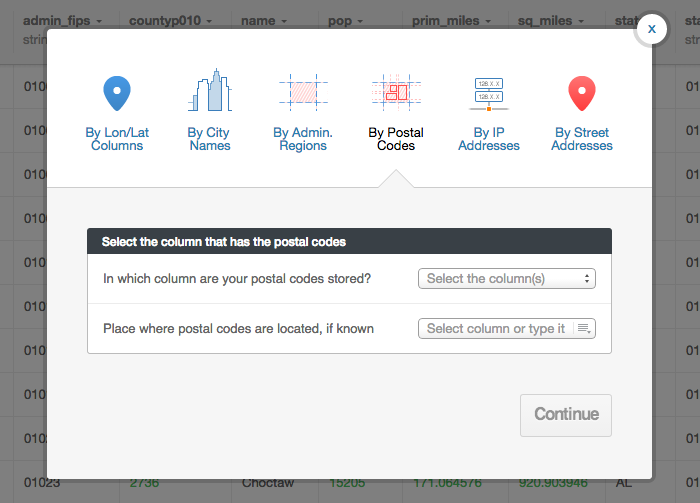 admin_fips countyp010 name pop prim_miles sq_miles
X
128.X.X
128.X.X
By Lon/Lat
Columns
By City
Names
By Admin.
Regions
By Postal
Codes
By IP
Addresses
By Street
Addresses
Select the column that has the postal codes
In which column are your postal codes stored?
Select the column(s)
Place where postal codes are located, if known
Select column or type it
Continue
01023 2736 Choctaw 15205 171.064576 920.903946 AL